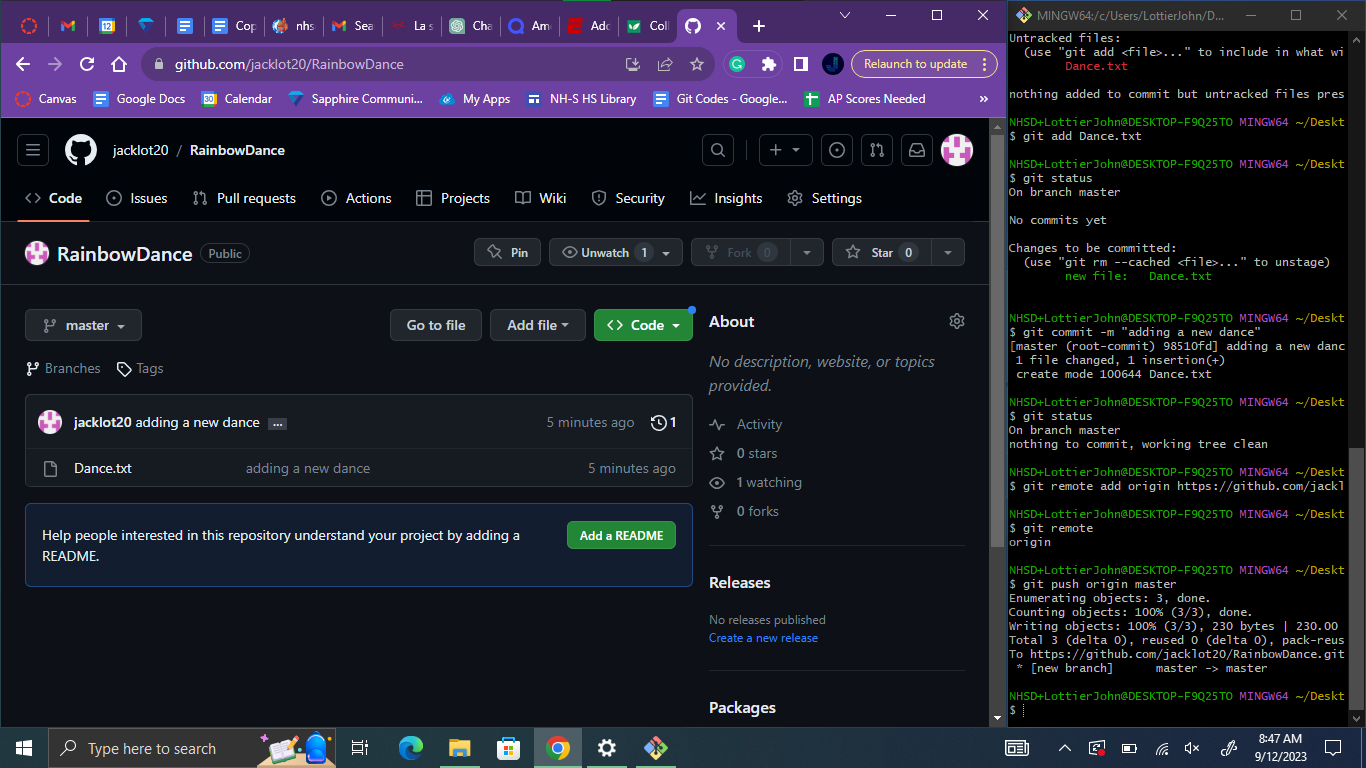 Cop
nhs
Sea
La s
Cha
Ame
Adc
Coll
github.com/jacklot20/RainbowDance
Relaunch to update
Canvas
Google Docs
Calendar
Sapphire Communi...
My Apps
NH-S HS Library
Git Codes - Google...
AP Scores Needed
»
jacklot20 / RainbowDance
Code
Issues
Pull requests
Actions
Projects
Wiki
Security
Insights
Settings
RainbowDance
Public
Pin
Unwatch 1
Fork 0
Star 0
master
Go to file
Add file
Code
Branches
Tags
jacklot20 adding a new dance ...
5 minutes ago
1
Dance.txt
adding a new dance
5 minutes ago
Help people interested in this repository understand your project by adding a
README.
Add a README
About
No description, website, or topics
provided.
Activity
0 stars
1 watching
0 forks
Releases
No releases published
Create a new release
Packages
MINGW64:/c/Users/LottierJohn/D...
Untracked files:
(use "git add <file>..." to include in what wi
Dance.txt
nothing added to commit but untracked files pres
NHSD+LottierJohn@DESKTOP-F9Q25TO MINGW64 ~/Deskt
$ git add Dance.txt
NHSD+LottierJohn@DESKTOP-F9Q25TO MINGW64 ~/Deskt
$ git status
On branch master
No commits yet
Changes to be committed:
(use "git rm --cached <file>..." to unstage)
new file:   Dance.txt
NHSD+LottierJohn@DESKTOP-F9Q25TO MINGW64 ~/Deskt
$ git commit -m "adding a new dance"
[master (root-commit) 98510fd] adding a new danc
1 file changed, 1 insertion(+)
create mode 100644 Dance.txt
NHSD+LottierJohn@DESKTOP-F9Q25TO MINGW64 ~/Deskt
$ git status
On branch master
nothing to commit, working tree clean
NHSD+LottierJohn@DESKTOP-F9Q25TO MINGW64 ~/Deskt
$ git remote add origin https://github.com/jackl
NHSD+LottierJohn@DESKTOP-F9Q25TO MINGW64 ~/Deskt
$ git remote
origin
NHSD+LottierJohn@DESKTOP-F9Q25TO MINGW64 ~/Deskt
$ git push origin master
Enumerating objects: 3, done.
Counting objects: 100% (3/3), done.
Writing objects: 100% (3/3), 230 bytes | 230.00
Total 3 (delta 0), reused 0 (delta 0), pack-reus
To https://github.com/jacklot20/RainbowDance.git
* [new branch]      master -> master
NHSD+LottierJohn@DESKTOP-F9Q25TO MINGW64 ~/Deskt
$
Type here to search
8:47 AM
9/12/2023